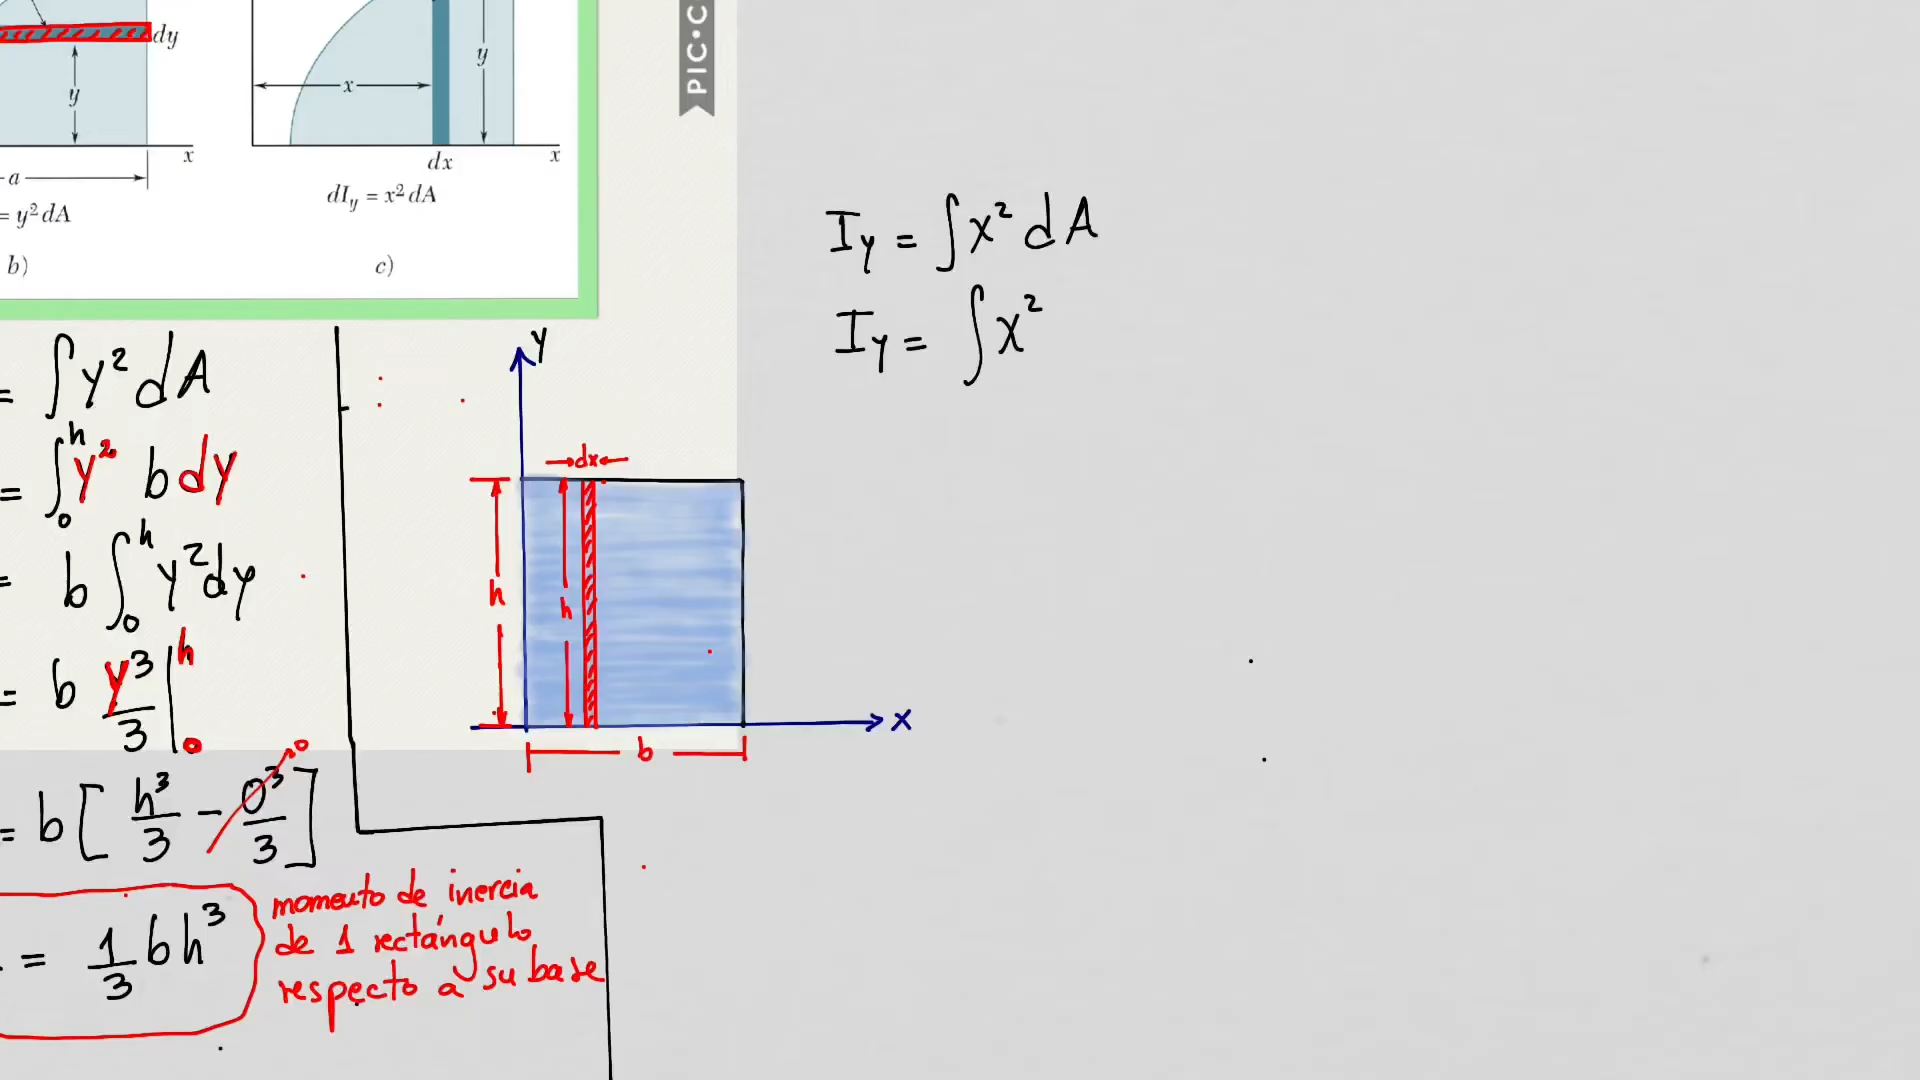 dy
y
x
a
= y² dA
b)
x
y
dx
x
dI_y = x² dA
c)
PIC•C
= ∫ y² dA
= ∫₀ʰ y² b dy
= b ∫₀ʰ y² dy
= b y³/3 |₀ʰ
= b [ h³/3 - 0³/3 ] 0
= 1/3 b h³
momento de inercia
de 1 rectángulo
respecto a su base
y
dx
h
h
b
x
I_y = ∫ x² dA
I_y = ∫ x²